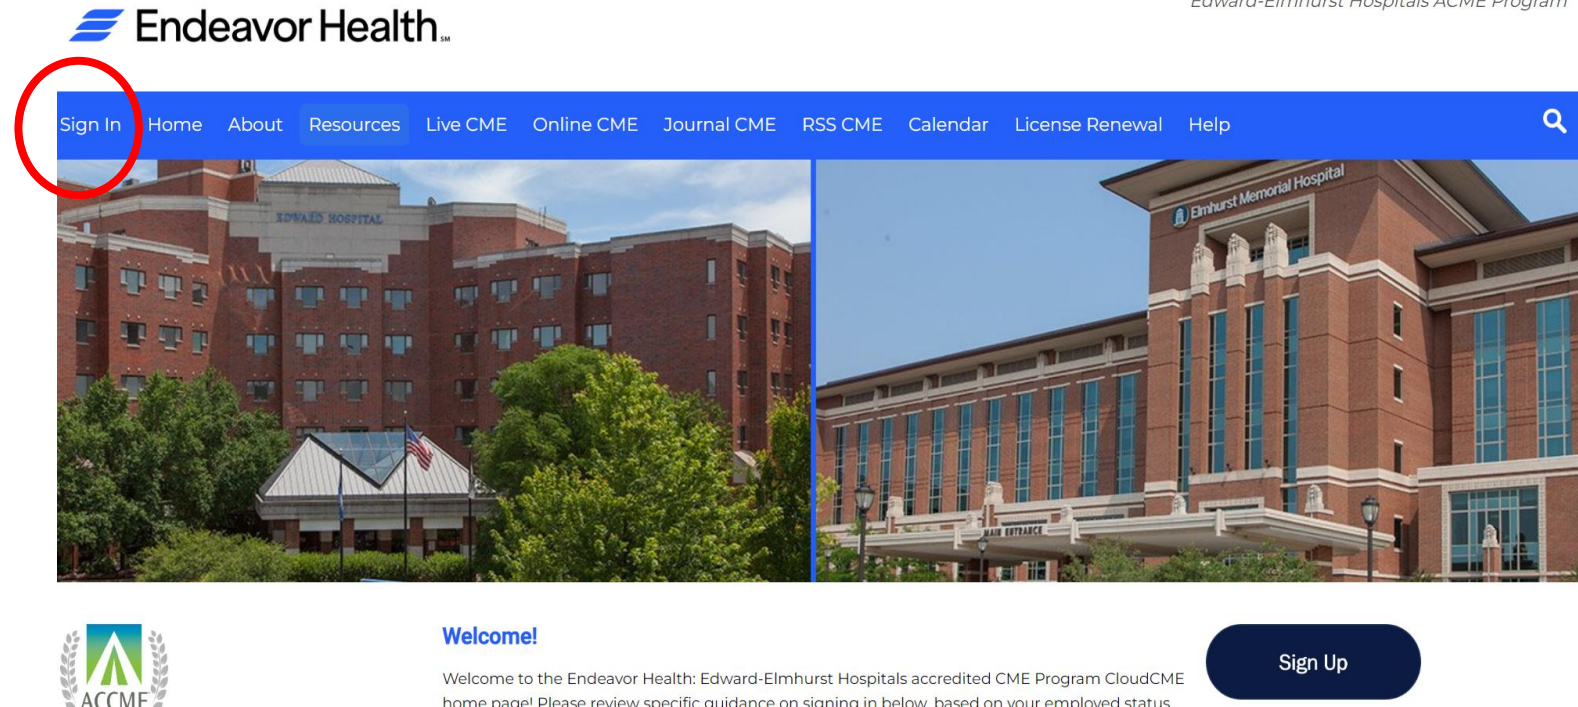 Edward-Elmhurst Hospitals ACME Program
Endeavor Health℠
Sign In Home About Resources Live CME Online CME Journal CME RSS CME Calendar License Renewal Help
EDWARD HOSPITAL
Elmhurst Memorial Hospital
MAIN ENTRANCE
ACCME
Welcome!
Sign Up
Welcome to the Endeavor Health: Edward-Elmhurst Hospitals accredited CME Program CloudCME
home page! Please review specific guidance on signing in below, based on your employed status